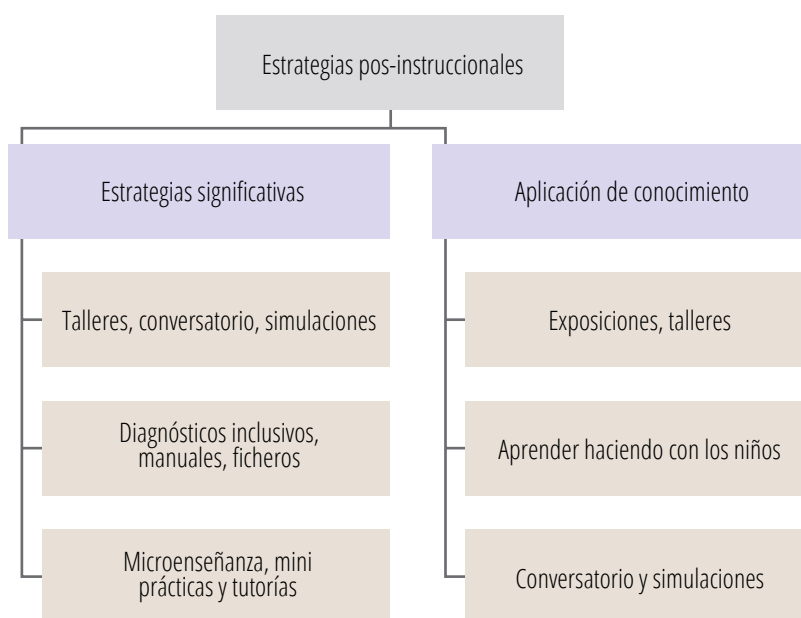 Estrategias pos-instruccionales
Estrategias significativas
Talleres, conversatorio, simulaciones
Diagnósticos inclusivos,
manuales, ficheros
Microenseñanza, mini
prácticas y tutorías
Aplicación de conocimiento
Exposiciones, talleres
Aprender haciendo con los niños
Conversatorio y simulaciones